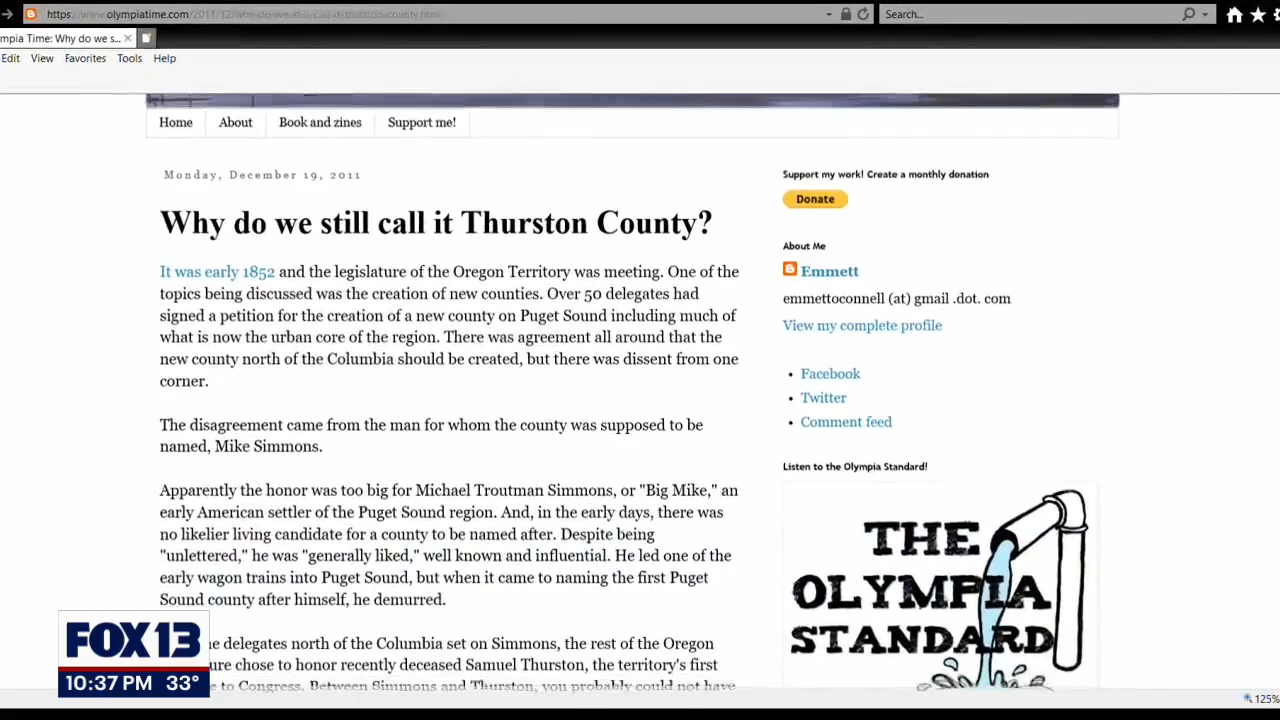 https://www.olympiatime.com/2011/12/why-do-we-still-call-it-thurston-county.html
Search...
mpia Time: Why do we s...
Edit View Favorites Tools Help
Home About Book and zines Support me!
Monday, December 19, 2011
Why do we still call it Thurston County?
It was early 1852 and the legislature of the Oregon Territory was meeting. One of the
topics being discussed was the creation of new counties. Over 50 delegates had
signed a petition for the creation of a new county on Puget Sound including much of
what is now the urban core of the region. There was agreement all around that the
new county north of the Columbia should be created, but there was dissent from one
corner.
The disagreement came from the man for whom the county was supposed to be
named, Mike Simmons.
Apparently the honor was too big for Michael Troutman Simmons, or "Big Mike," an
early American settler of the Puget Sound region. And, in the early days, there was
no likelier living candidate for a county to be named after. Despite being
"unlettered," he was "generally liked," well known and influential. He led one of the
early wagon trains into Puget Sound, but when it came to naming the first Puget
Sound county after himself, he demurred.
e delegates north of the Columbia set on Simmons, the rest of the Oregon
ure chose to honor recently deceased Samuel Thurston, the territory's first
e to Congress. Between Simmons and Thurston, you probably could not have
Support my work! Create a monthly donation
Donate
About Me
Emmett
emmettoconnell (at) gmail .dot. com
View my complete profile
• Facebook
• Twitter
• Comment feed
Listen to the Olympia Standard!
THE
OLYMPIA
STANDARD
FOX 13
10:37 PM 33°
125%